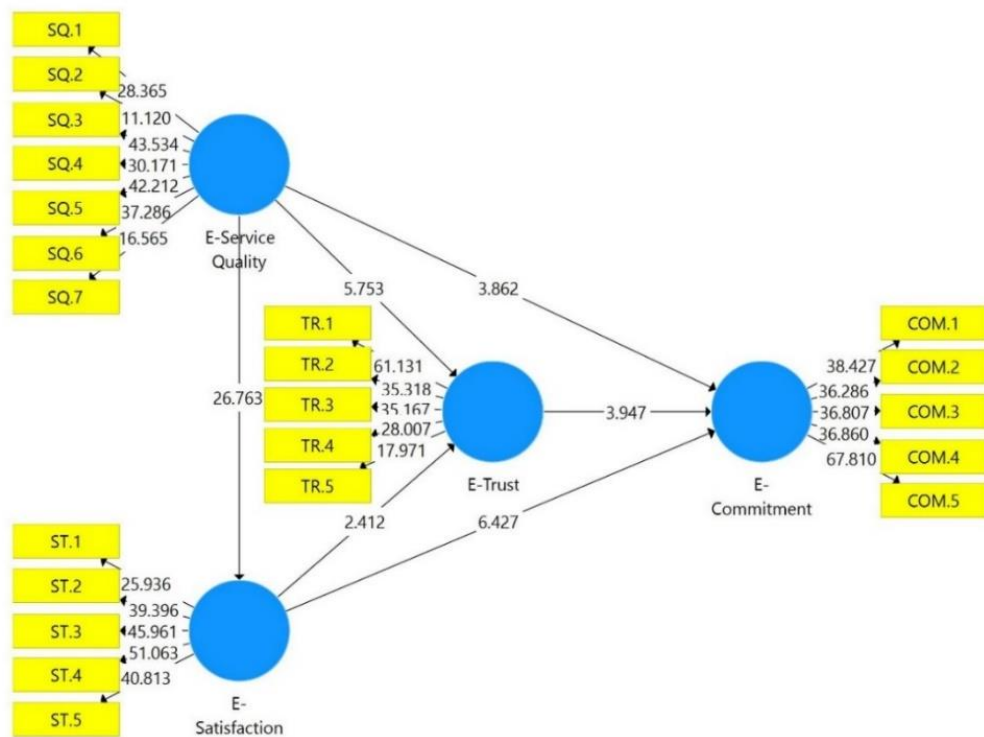 SQ.1
SQ.2
SQ.3
SQ.4
SQ.5
SQ.6
SQ.7
28.365
11.120
43.534
30.171
42.212
37.286
16.565
E-Service
Quality
5.753
3.862
26.763
TR.1
TR.2
TR.3
TR.4
TR.5
61.131
35.318
35.167
28.007
17.971
E-Trust
3.947
2.412
6.427
COM.1
COM.2
COM.3
COM.4
COM.5
38.427
36.286
36.807
36.860
67.810
E-
Commitment
ST.1
ST.2
ST.3
ST.4
ST.5
25.936
39.396
45.961
51.063
40.813
E-
Satisfaction